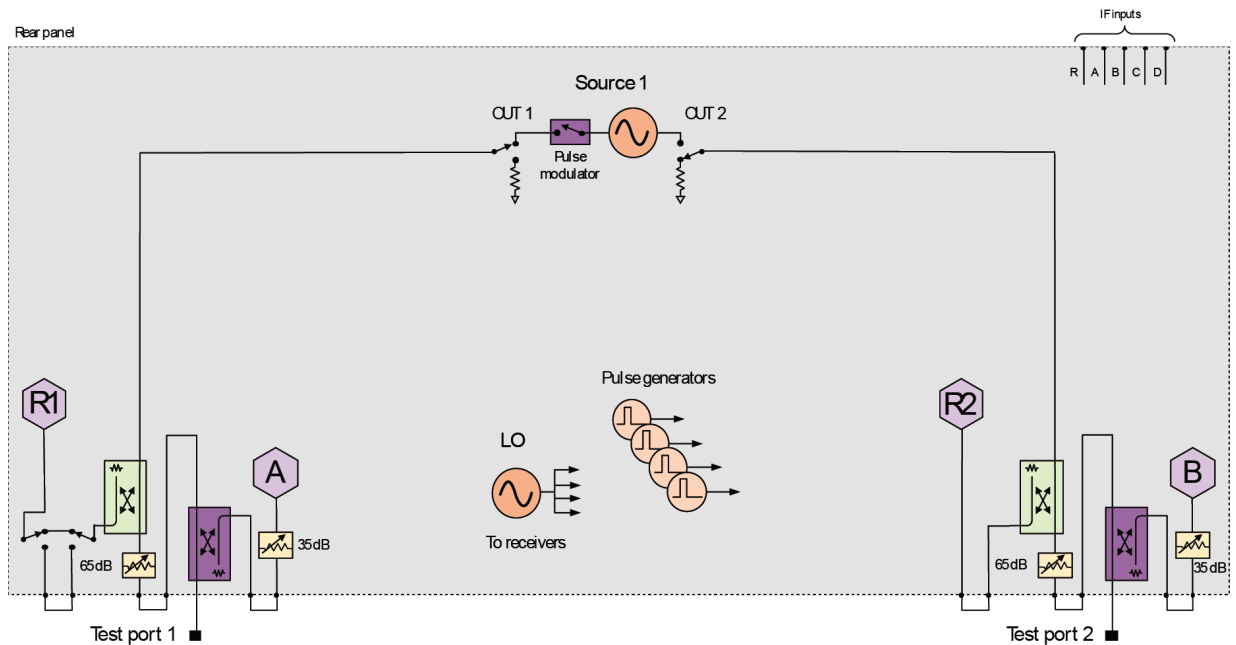 IF inputs
Rear panel
R A B C D
Source 1
OUT 1
OUT 2
Pulse
modulator
R1
Pulse generators
R2
LO
A
B
To receivers
65dB
35dB
65dB
35dB
Test port 1
Test port 2